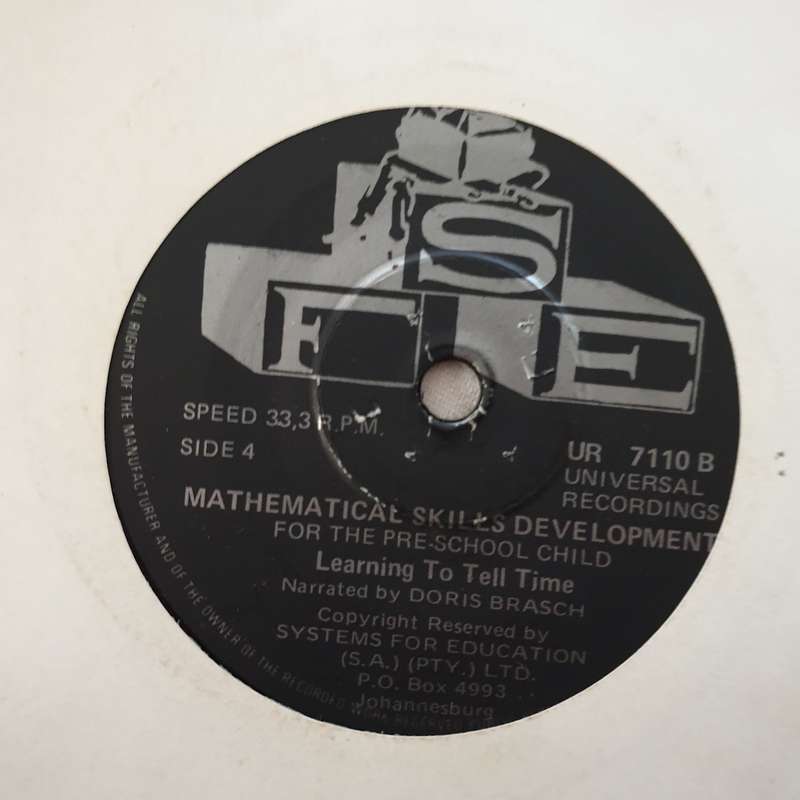 S
F E
SPEED 33,3 R.P.M.
SIDE 4
UR 7110 B
UNIVERSAL
RECORDINGS
MATHEMATICAL SKILLS DEVELOPMENT
FOR THE PRE-SCHOOL CHILD
Learning To Tell Time
Narrated by DORIS BRASCH
Copyright Reserved by
SYSTEMS FOR EDUCATION
(S.A.) (PTY.) LTD.
P.O. Box 4993
Johannesburg
ALL RIGHTS OF THE MANUFACTURER AND OF THE OWNER OF THE RECORDED WORK RESERVED